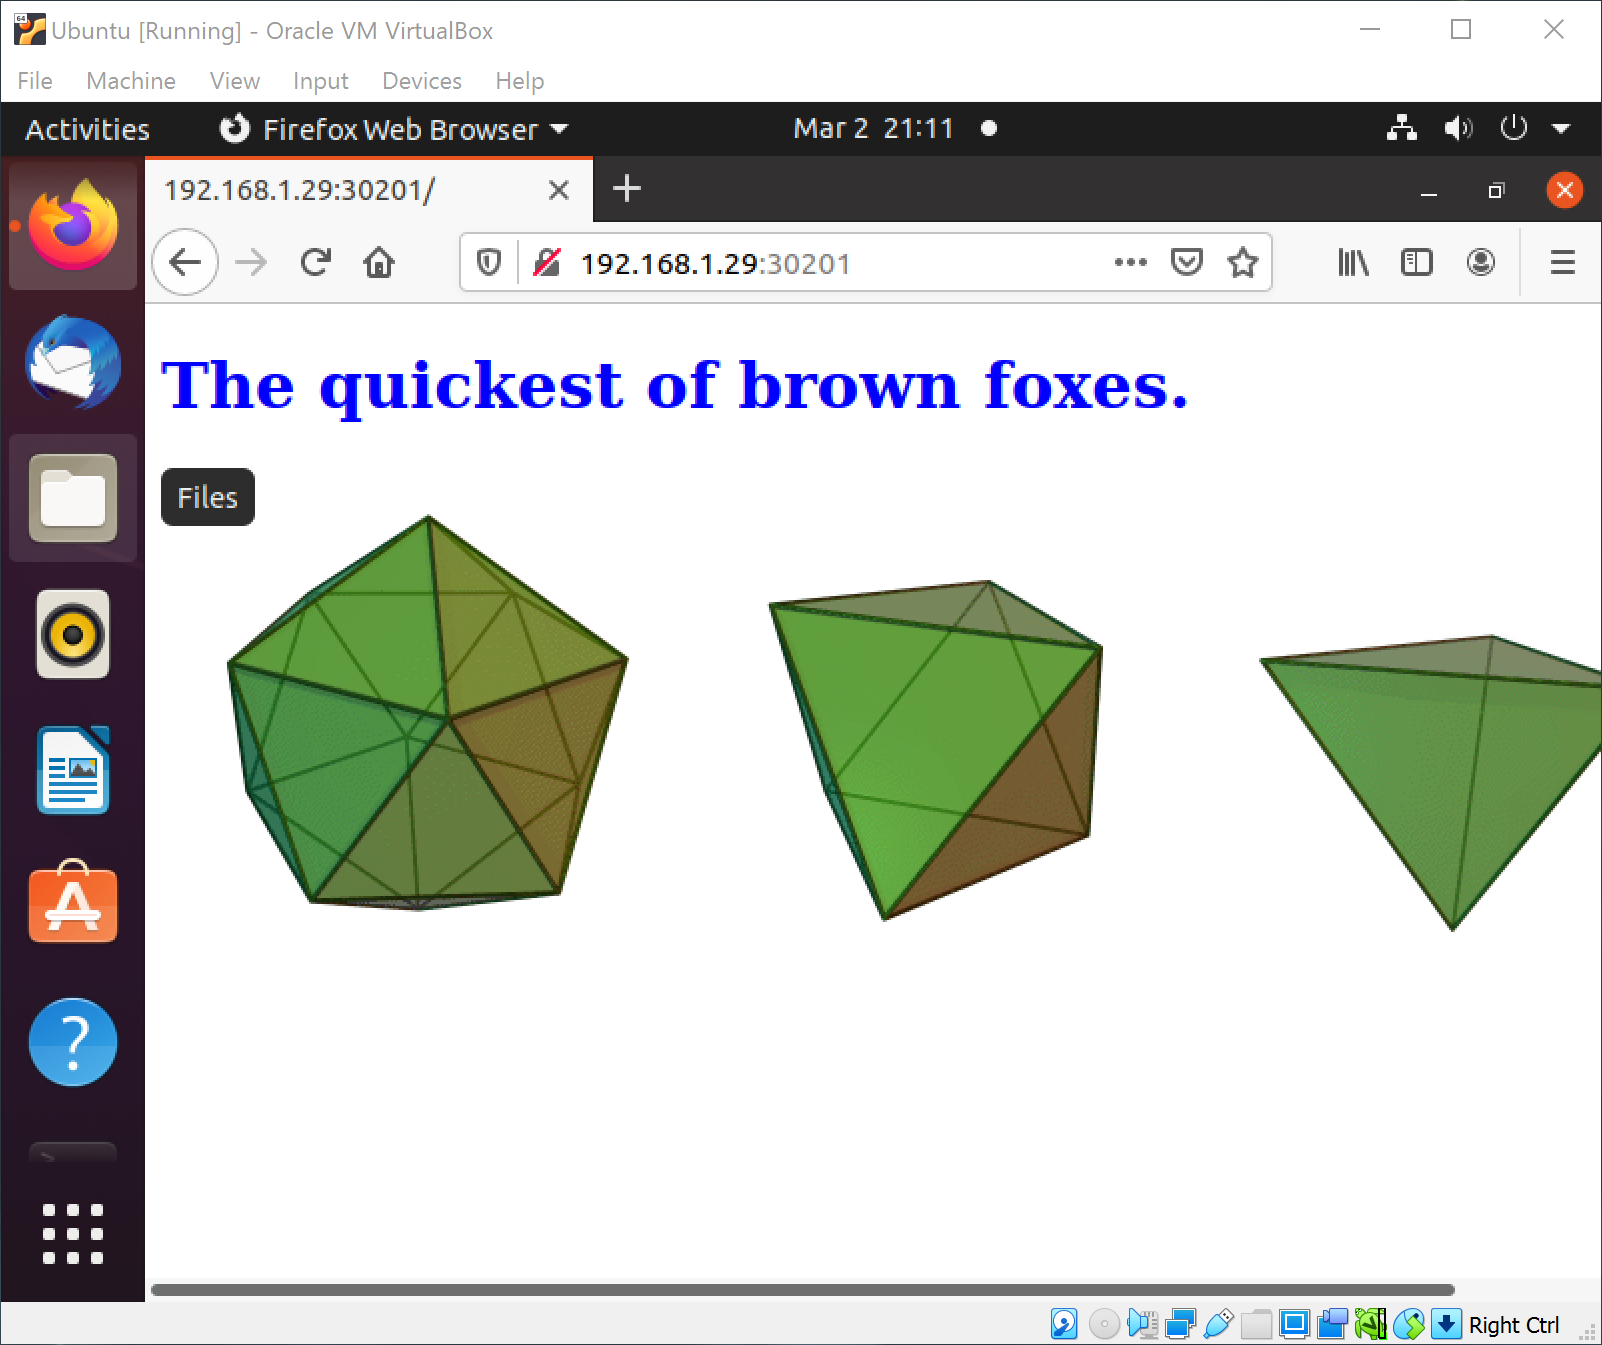 64
Ubuntu [Running] - Oracle VM VirtualBox
File Machine View Input Devices Help
Activities Firefox Web Browser Mar 2 21:11
192.168.1.29:30201/
192.168.1.29:30201
The quickest of brown foxes.
Files
?
>_
Right Ctrl